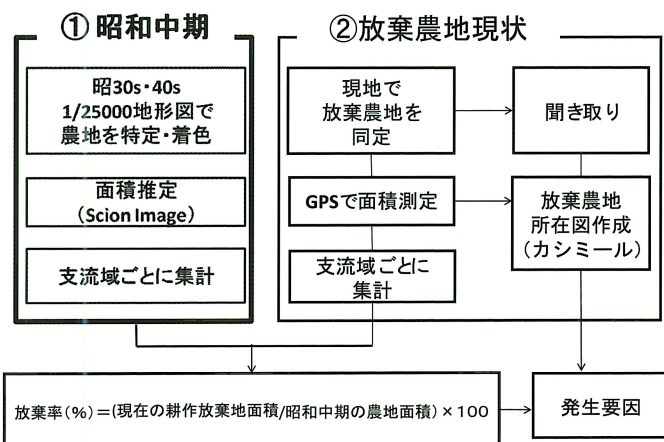 ① 昭和中期
昭30s・40s
1/25000地形図で
農地を特定・着色
面積推定
(Scion Image)
支流域ごとに集計
②放棄農地現状
現地で
放棄農地を
同定
聞き取り
GPSで面積測定
放棄農地
所在図作成
(カシミール)
支流域ごとに
集計
放棄率(%)=(現在の耕作放棄地面積/昭和中期の農地面積)×100
発生要因